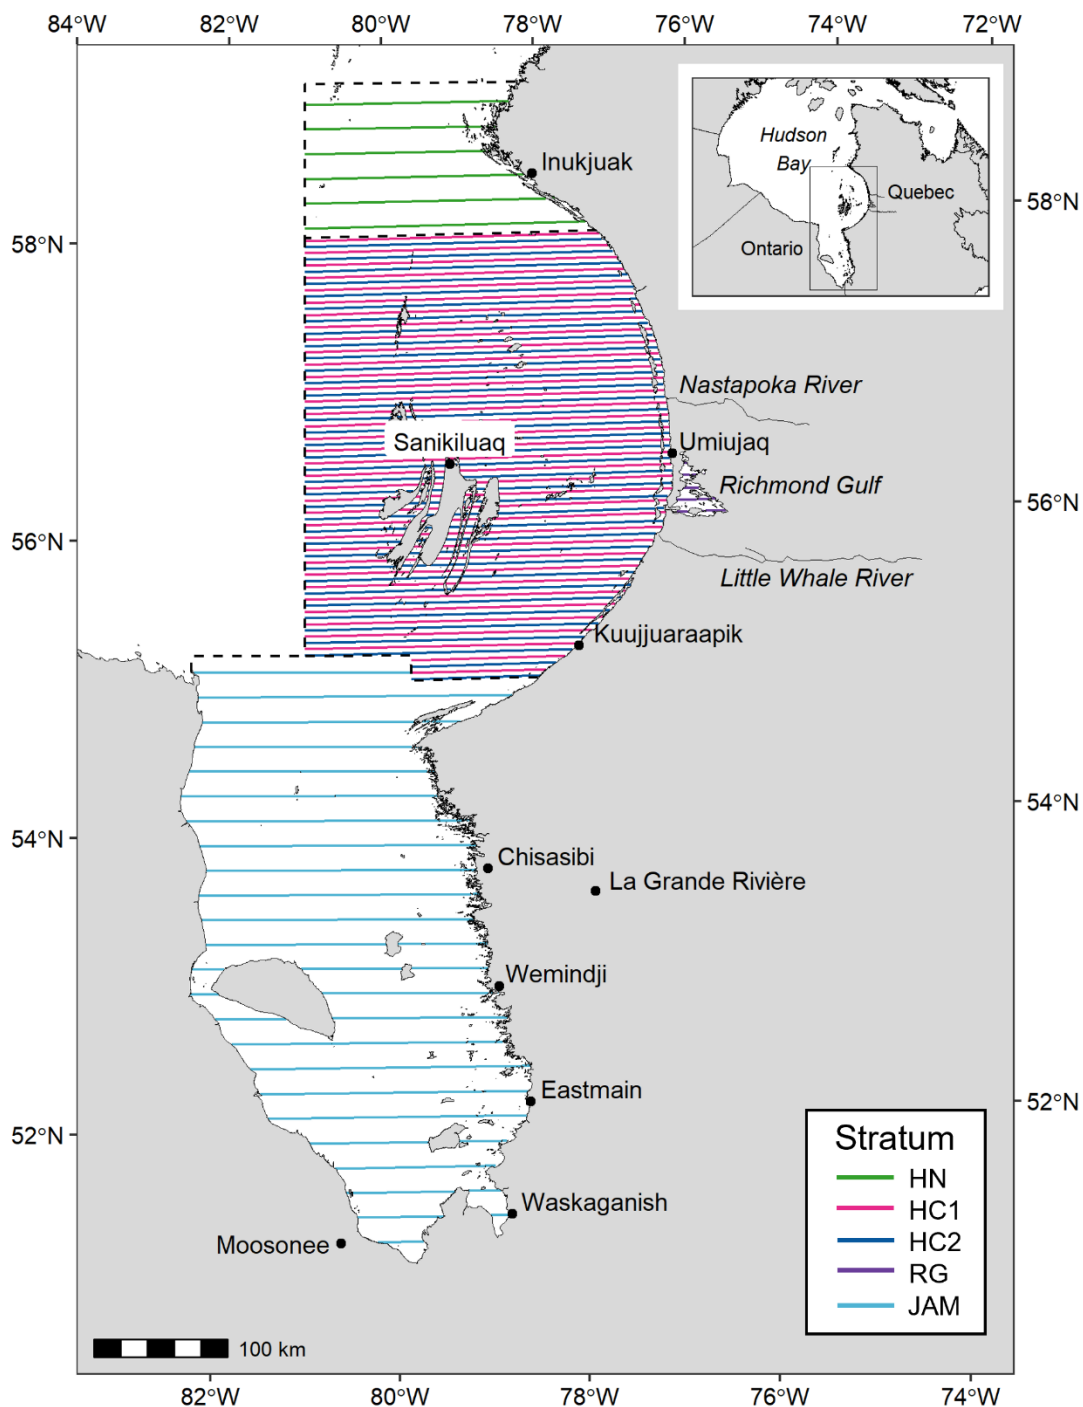 84°W 82°W 80°W 78°W 76°W 74°W 72°W
Hudson
Bay
Quebec
Ontario
Inukjuak
58°N 58°N
Nastapoka River
Sanikiluaq
Umiujaq
Richmond Gulf
56°N 56°N
Little Whale River
Kuujjuaraapik
54°N 54°N
Chisasibi
La Grande Rivière
Wemindji
Eastmain
52°N 52°N
Stratum
HN
HC1
HC2
RG
JAM
Waskaganish
Moosonee
100 km
82°W 80°W 78°W 76°W 74°W